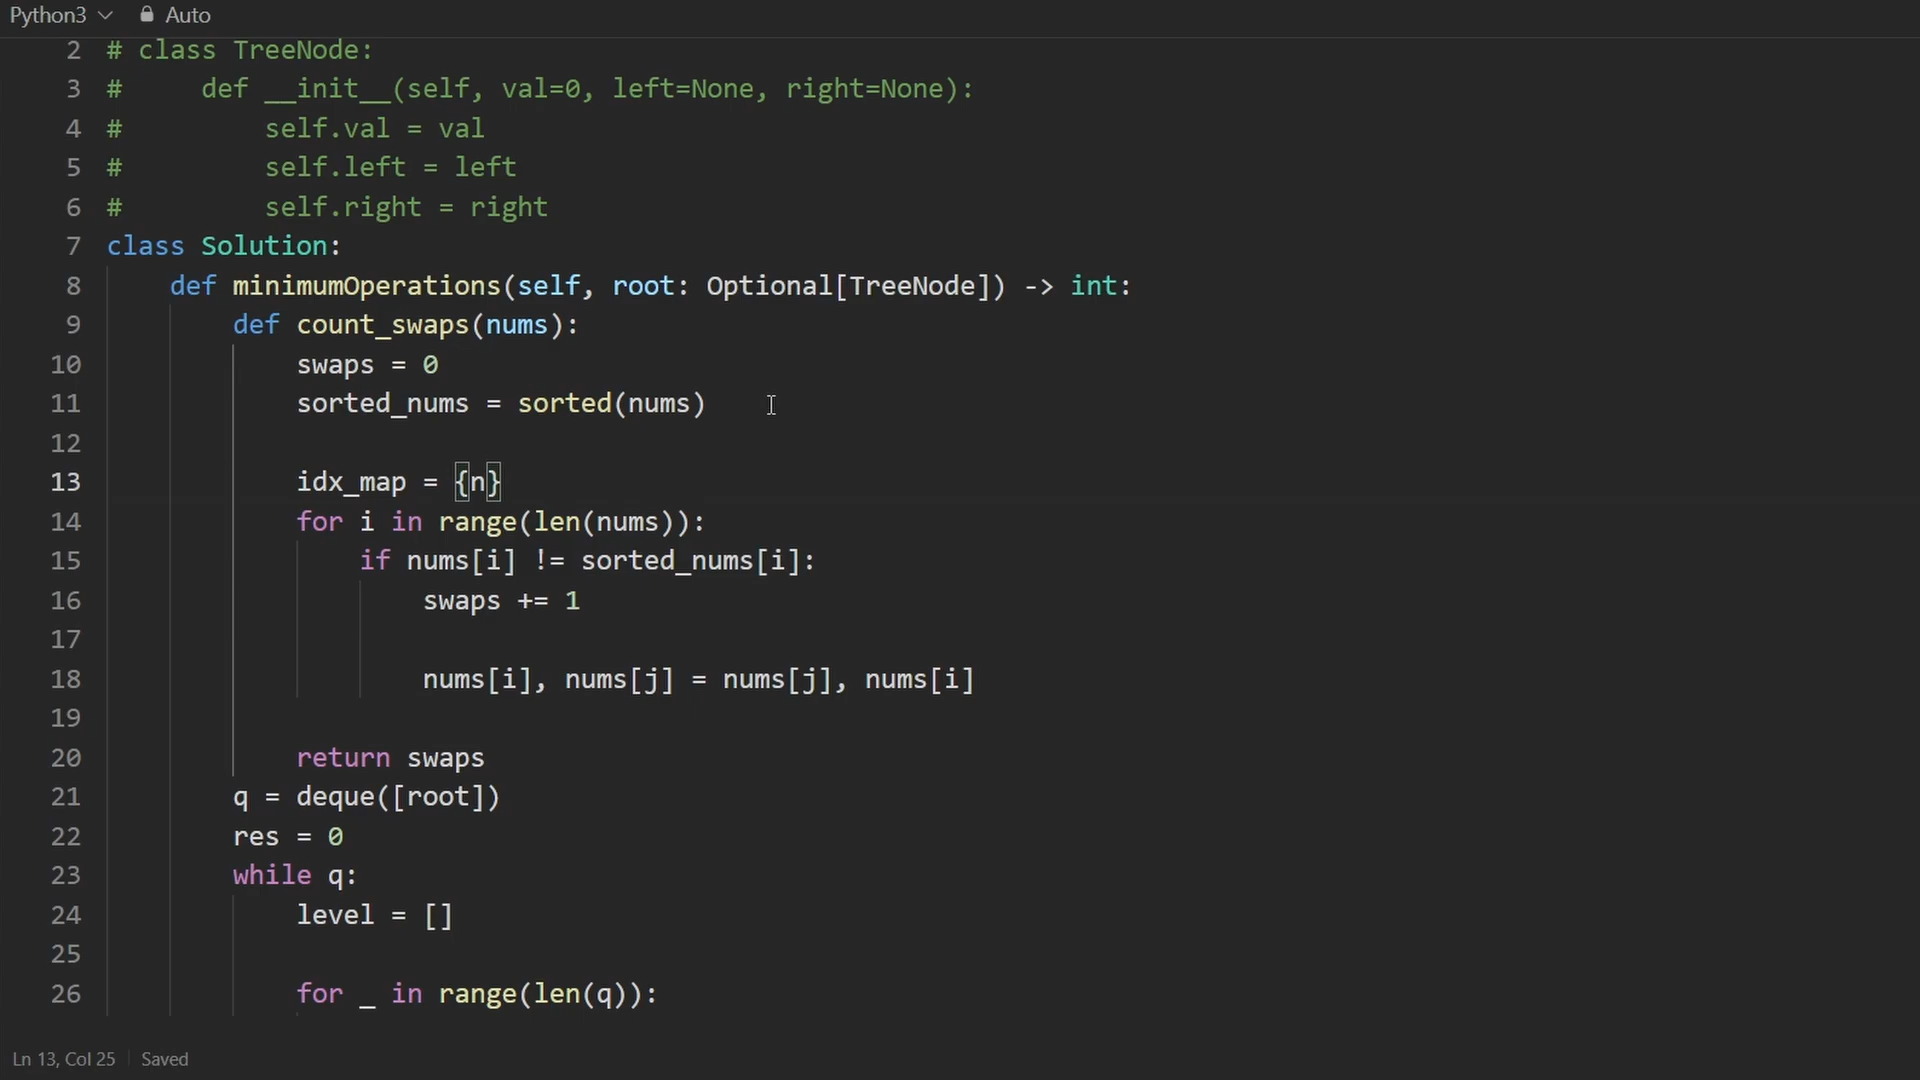 Python3 Auto
2 # class TreeNode:
3 #     def __init__(self, val=0, left=None, right=None):
4 #         self.val = val
5 #         self.left = left
6 #         self.right = right
7 class Solution:
8     def minimumOperations(self, root: Optional[TreeNode]) -> int:
9         def count_swaps(nums):
10             swaps = 0
11             sorted_nums = sorted(nums)
12
13             idx_map = {n}
14             for i in range(len(nums)):
15                 if nums[i] != sorted_nums[i]:
16                     swaps += 1
17
18                     nums[i], nums[j] = nums[j], nums[i]
19
20             return swaps
21         q = deque([root])
22         res = 0
23         while q:
24             level = []
25
26             for _ in range(len(q)):
Ln 13, Col 25 Saved